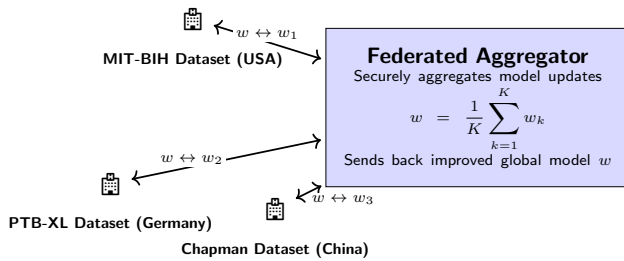 w ↔ w₁
MIT-BIH Dataset (USA)
Federated Aggregator
Securely aggregates model updates
w = 1/K ∑_{k=1}^{K} w_k
Sends back improved global model w
w ↔ w₂
PTB-XL Dataset (Germany)
w ↔ w₃
Chapman Dataset (China)